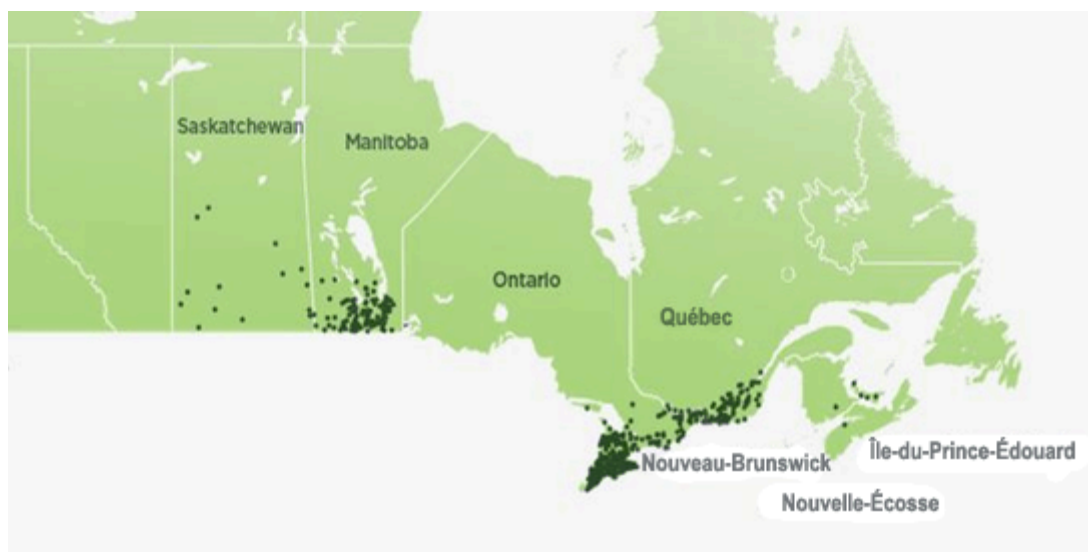 Saskatchewan
Manitoba
Ontario
Québec
Nouveau-Brunswick
Île-du-Prince-Édouard
Nouvelle-Écosse